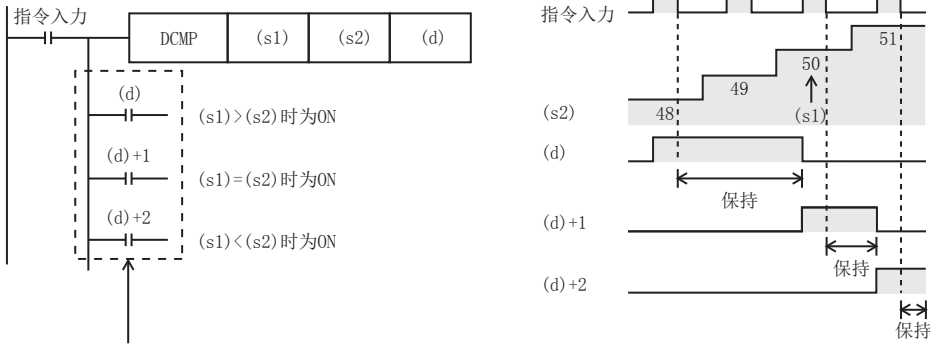 指令入力
DCMP (s1) (s2) (d)
(d)
(s1)>(s2)时为ON
(d)+1
(s1)=(s2)时为ON
(d)+2
(s1)<(s2)时为ON
指令入力
51
50
49
(s2)
48
(s1)
(d)
保持
(d)+1
保持
(d)+2
保持